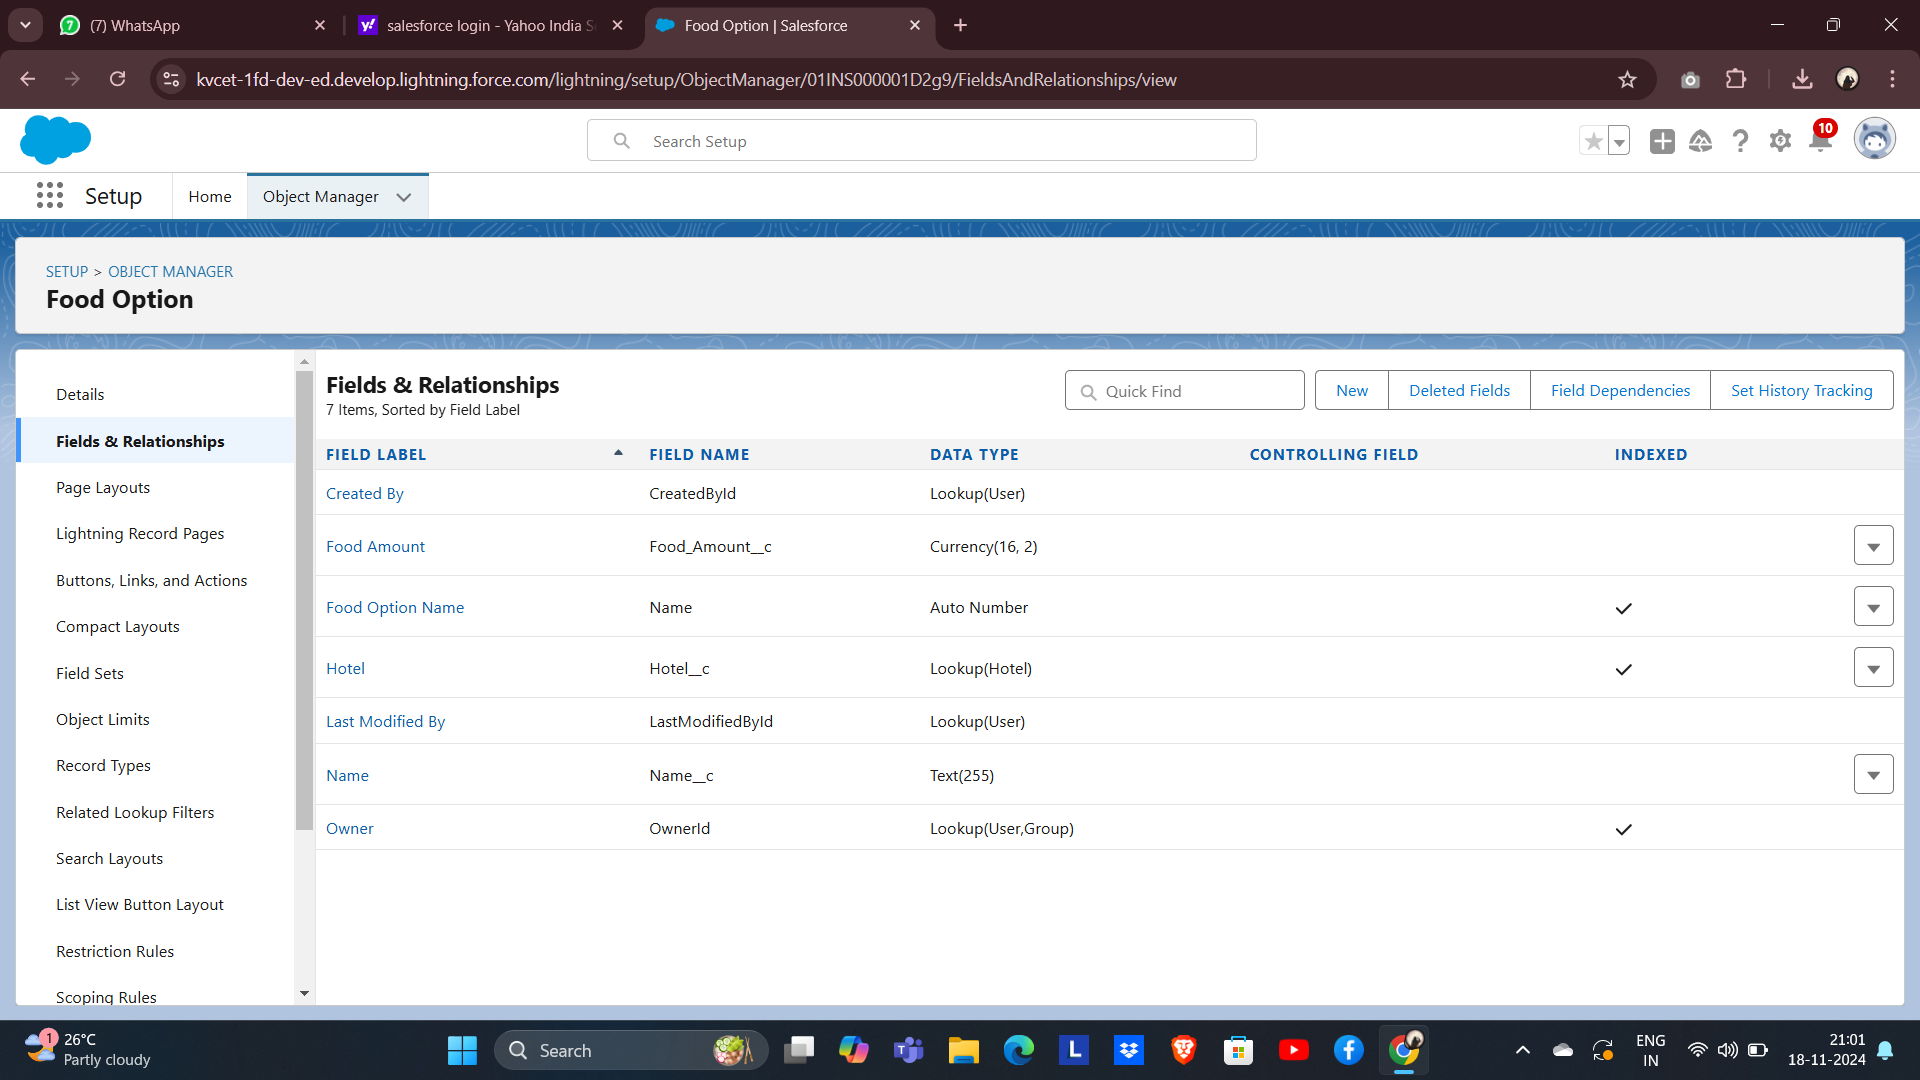 7
(7) WhatsApp
y!
salesforce login - Yahoo India S
Food Option | Salesforce
kvcet-1fd-dev-ed.develop.lightning.force.com/lightning/setup/ObjectManager/01INS000001D2g9/FieldsAndRelationships/view
Search Setup
10
Setup
Home
Object Manager
SETUP > OBJECT MANAGER
Food Option
Details
Fields & Relationships
Page Layouts
Lightning Record Pages
Buttons, Links, and Actions
Compact Layouts
Field Sets
Object Limits
Record Types
Related Lookup Filters
Search Layouts
List View Button Layout
Restriction Rules
Scoping Rules
Fields & Relationships
7 Items, Sorted by Field Label
Quick Find
New
Deleted Fields
Field Dependencies
Set History Tracking
FIELD LABEL FIELD NAME DATA TYPE CONTROLLING FIELD INDEXED
Created By CreatedById Lookup(User)
Food Amount Food_Amount__c Currency(16, 2)
Food Option Name Name Auto Number
Hotel Hotel__c Lookup(Hotel)
Last Modified By LastModifiedById Lookup(User)
Name Name__c Text(255)
Owner OwnerId Lookup(User,Group)
1
26°C
Partly cloudy
Search
L
ENG
IN
21:01
18-11-2024